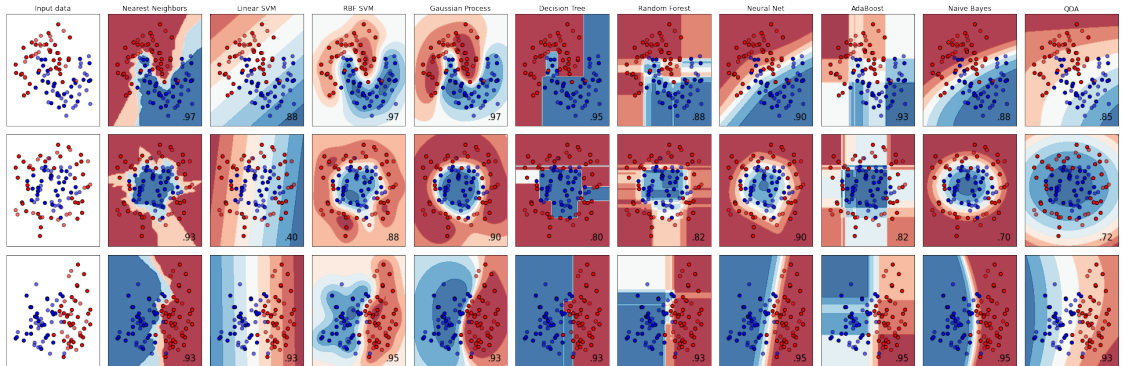 Input data Nearest Neighbors Linear SVM RBF SVM Gaussian Process Decision Tree Random Forest Neural Net AdaBoost Naive Bayes QDA
.97 .88 .97 .97 .95 .88 .90 .93 .88 .85
.93 .40 .88 .90 .80 .82 .90 .82 .70 .72
.93 .93 .95 .93 .93 .93 .95 .95 .95 .93